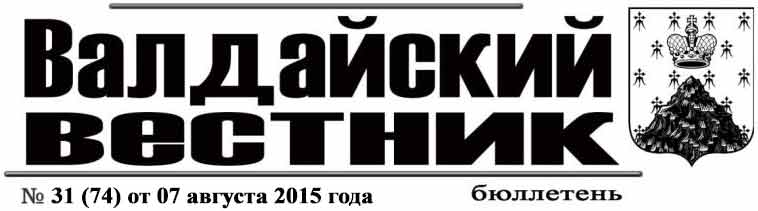 Валдайский
вестник
№ 31 (74) от 07 августа 2015 года
бюллетень